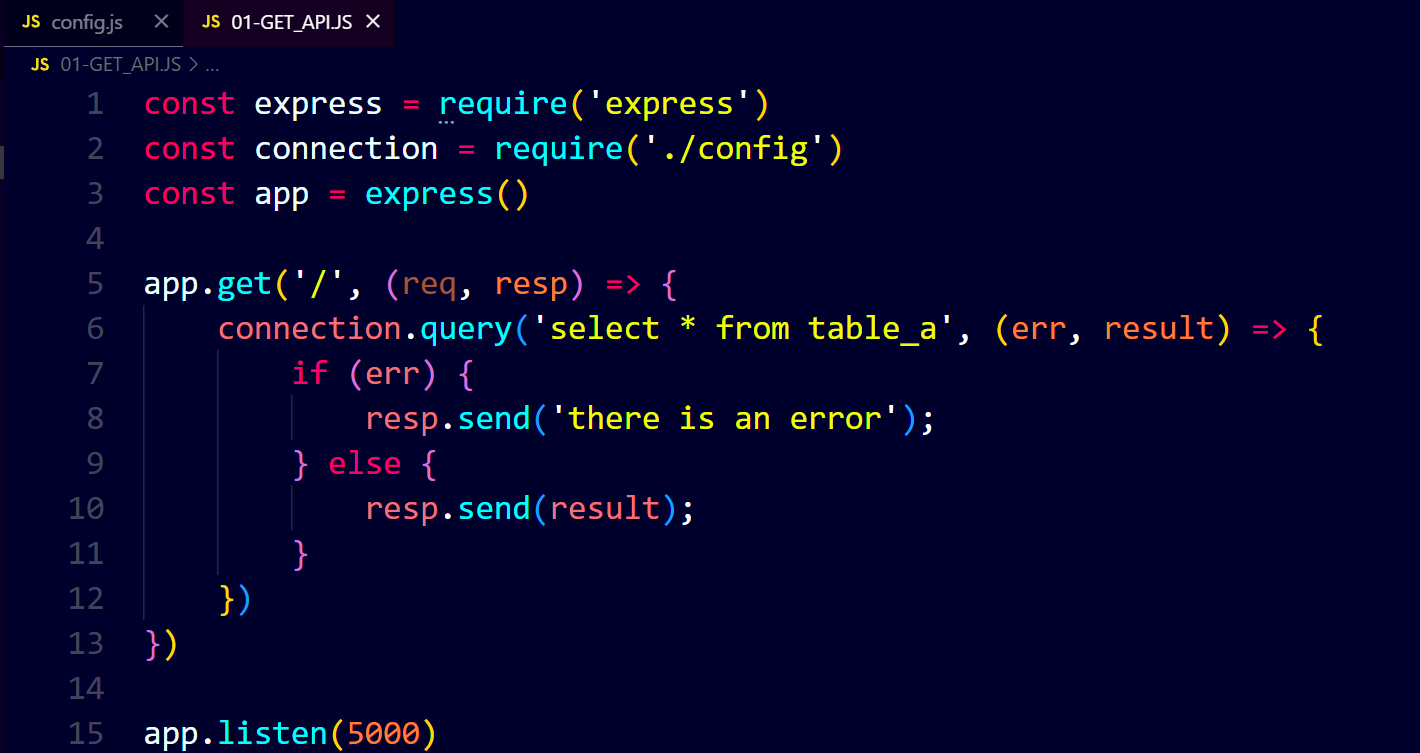 JS config.js × JS 01-GET_API.JS ×
JS 01-GET_API.JS > ...
1 const express = require('express')
2 const connection = require('./config')
3 const app = express()
4
5 app.get('/', (req, resp) => {
6     connection.query('select * from table_a', (err, result) => {
7         if (err) {
8             resp.send('there is an error');
9         } else {
10             resp.send(result);
11         }
12     })
13 })
14
15 app.listen(5000)